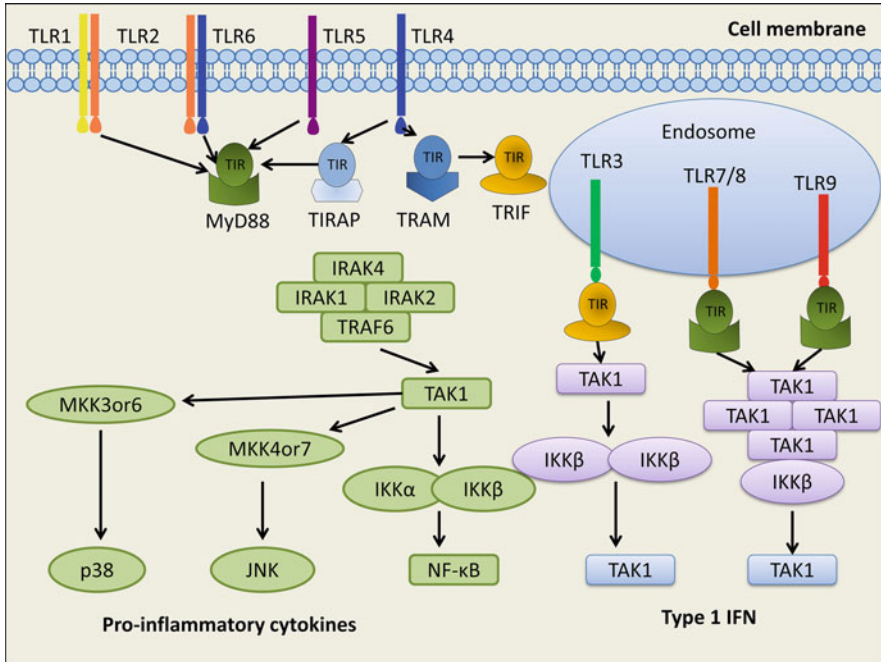 Cell membrane
TLR1 TLR2 TLR6 TLR5 TLR4
Endosome
TLR3 TLR7/8 TLR9
TIR TIR TIR TIR
MyD88 TIRAP TRAM TRIF
TIR TIR TIR
IRAK4
IRAK1 IRAK2
TRAF6
TAK1 TAK1
MKK3or6 TAK1 TAK1 TAK1
MKK4or7 TAK1
IKKα IKKβ IKKβ IKKβ IKKβ
p38 JNK NF-κB TAK1 TAK1
Pro-inflammatory cytokines Type 1 IFN